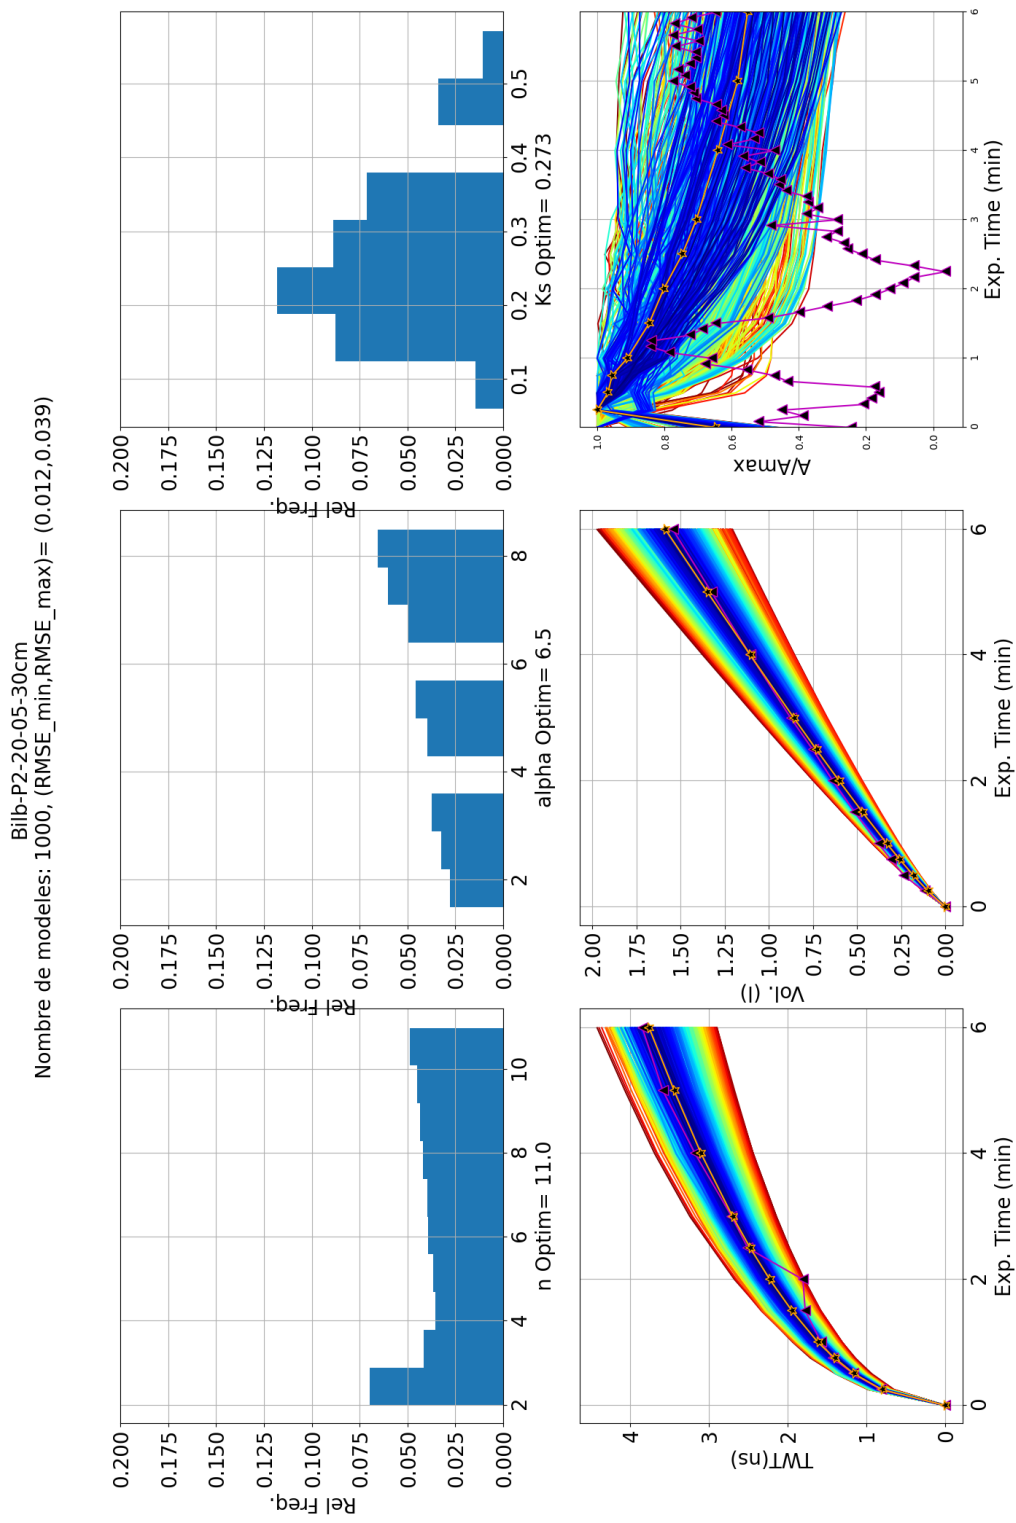 Bilb-P2-20-05-30cm
Nombre de modeles: 1000, (RMSE_min,RMSE_max)= (0.012,0.039)
0.200
0.175
0.150
0.125
0.100
0.075
0.050
0.025
0.000
Rel Freq.
2 4 6 8 10
n Optim= 11.0
0.200
0.175
0.150
0.125
0.100
0.075
0.050
0.025
0.000
Rel Freq.
2 4 6 8
alpha Optim= 6.5
0.200
0.175
0.150
0.125
0.100
0.075
0.050
0.025
0.000
Rel Freq.
0.1 0.2 0.3 0.4 0.5
Ks Optim= 0.273
4
3
2
1
0
TWT(ns)
0 2 4 6
Exp. Time (min)
2.00
1.75
1.50
1.25
1.00
0.75
0.50
0.25
0.00
Vol. (l)
0 2 4 6
Exp. Time (min)
1.0
0.8
0.6
0.4
0.2
0.0
A/Amax
0 1 2 3 4 5 6
Exp. Time (min)